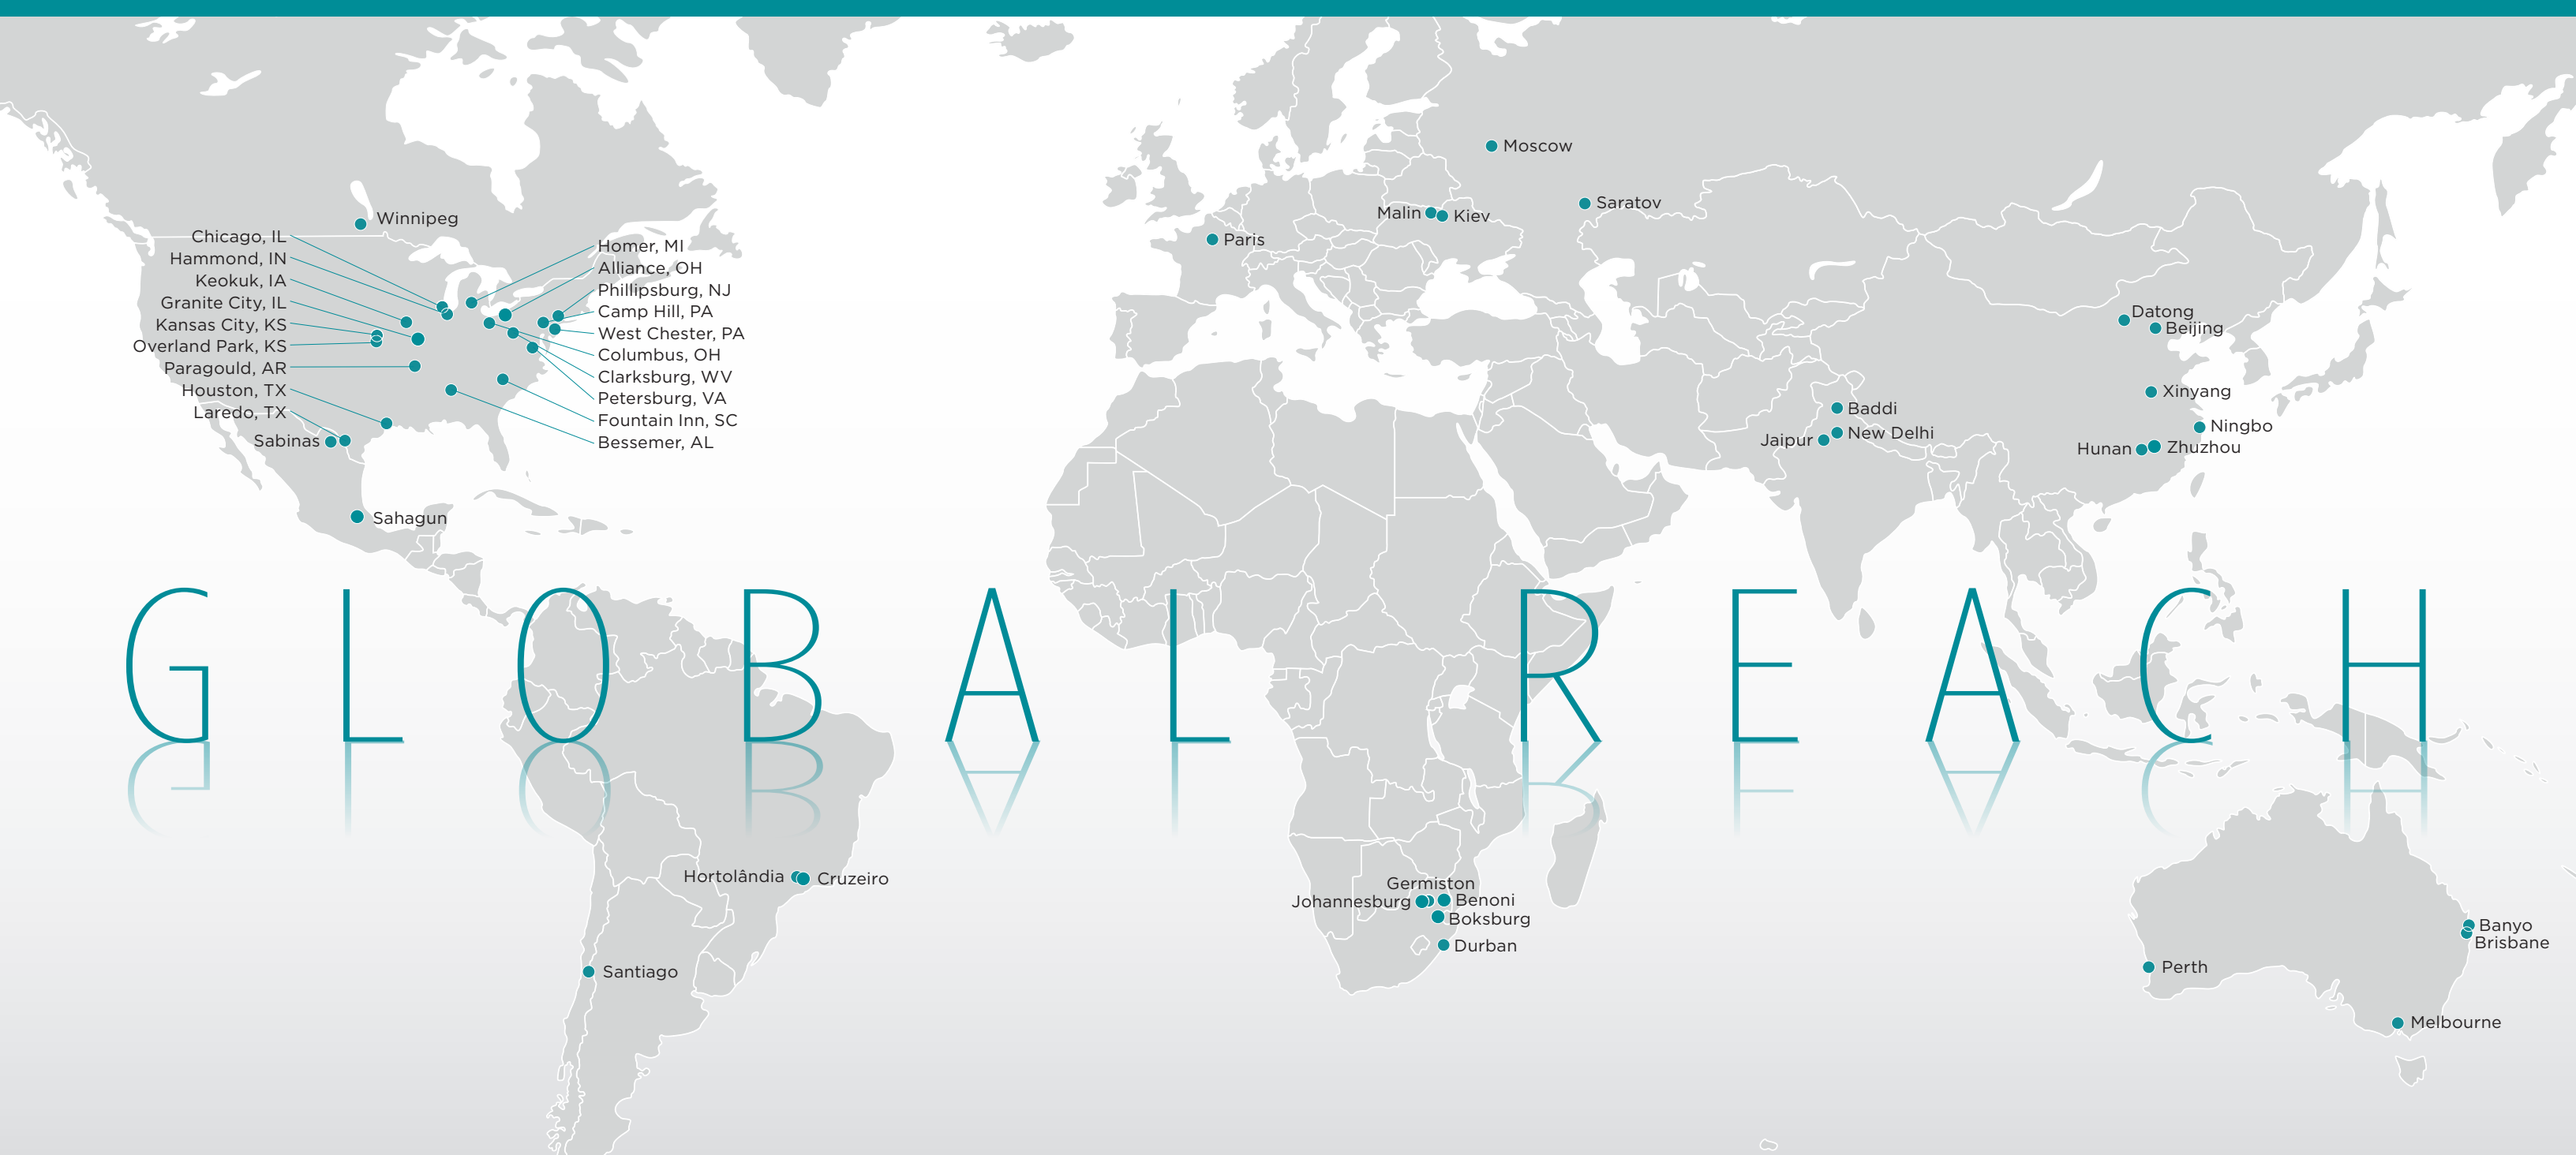 Moscow
Saratov
Malin
Kiev
Paris
Winnipeg
Chicago, IL
Hammond, IN
Keokuk, IA
Granite City, IL
Kansas City, KS
Overland Park, KS
Paragould, AR
Houston, TX
Laredo, TX
Sabinas
Sahagun
Homer, MI
Alliance, OH
Phillipsburg, NJ
Camp Hill, PA
West Chester, PA
Columbus, OH
Clarksburg, WV
Petersburg, VA
Fountain Inn, SC
Bessemer, AL
Datong
Beijing
Xinyang
Ningbo
Hunan
Zhuzhou
Baddi
New Delhi
Jaipur
GLOBAL REACH
Hortolândia
Cruzeiro
Santiago
Germiston
Johannesburg
Benoni
Boksburg
Durban
Banyo
Brisbane
Perth
Melbourne